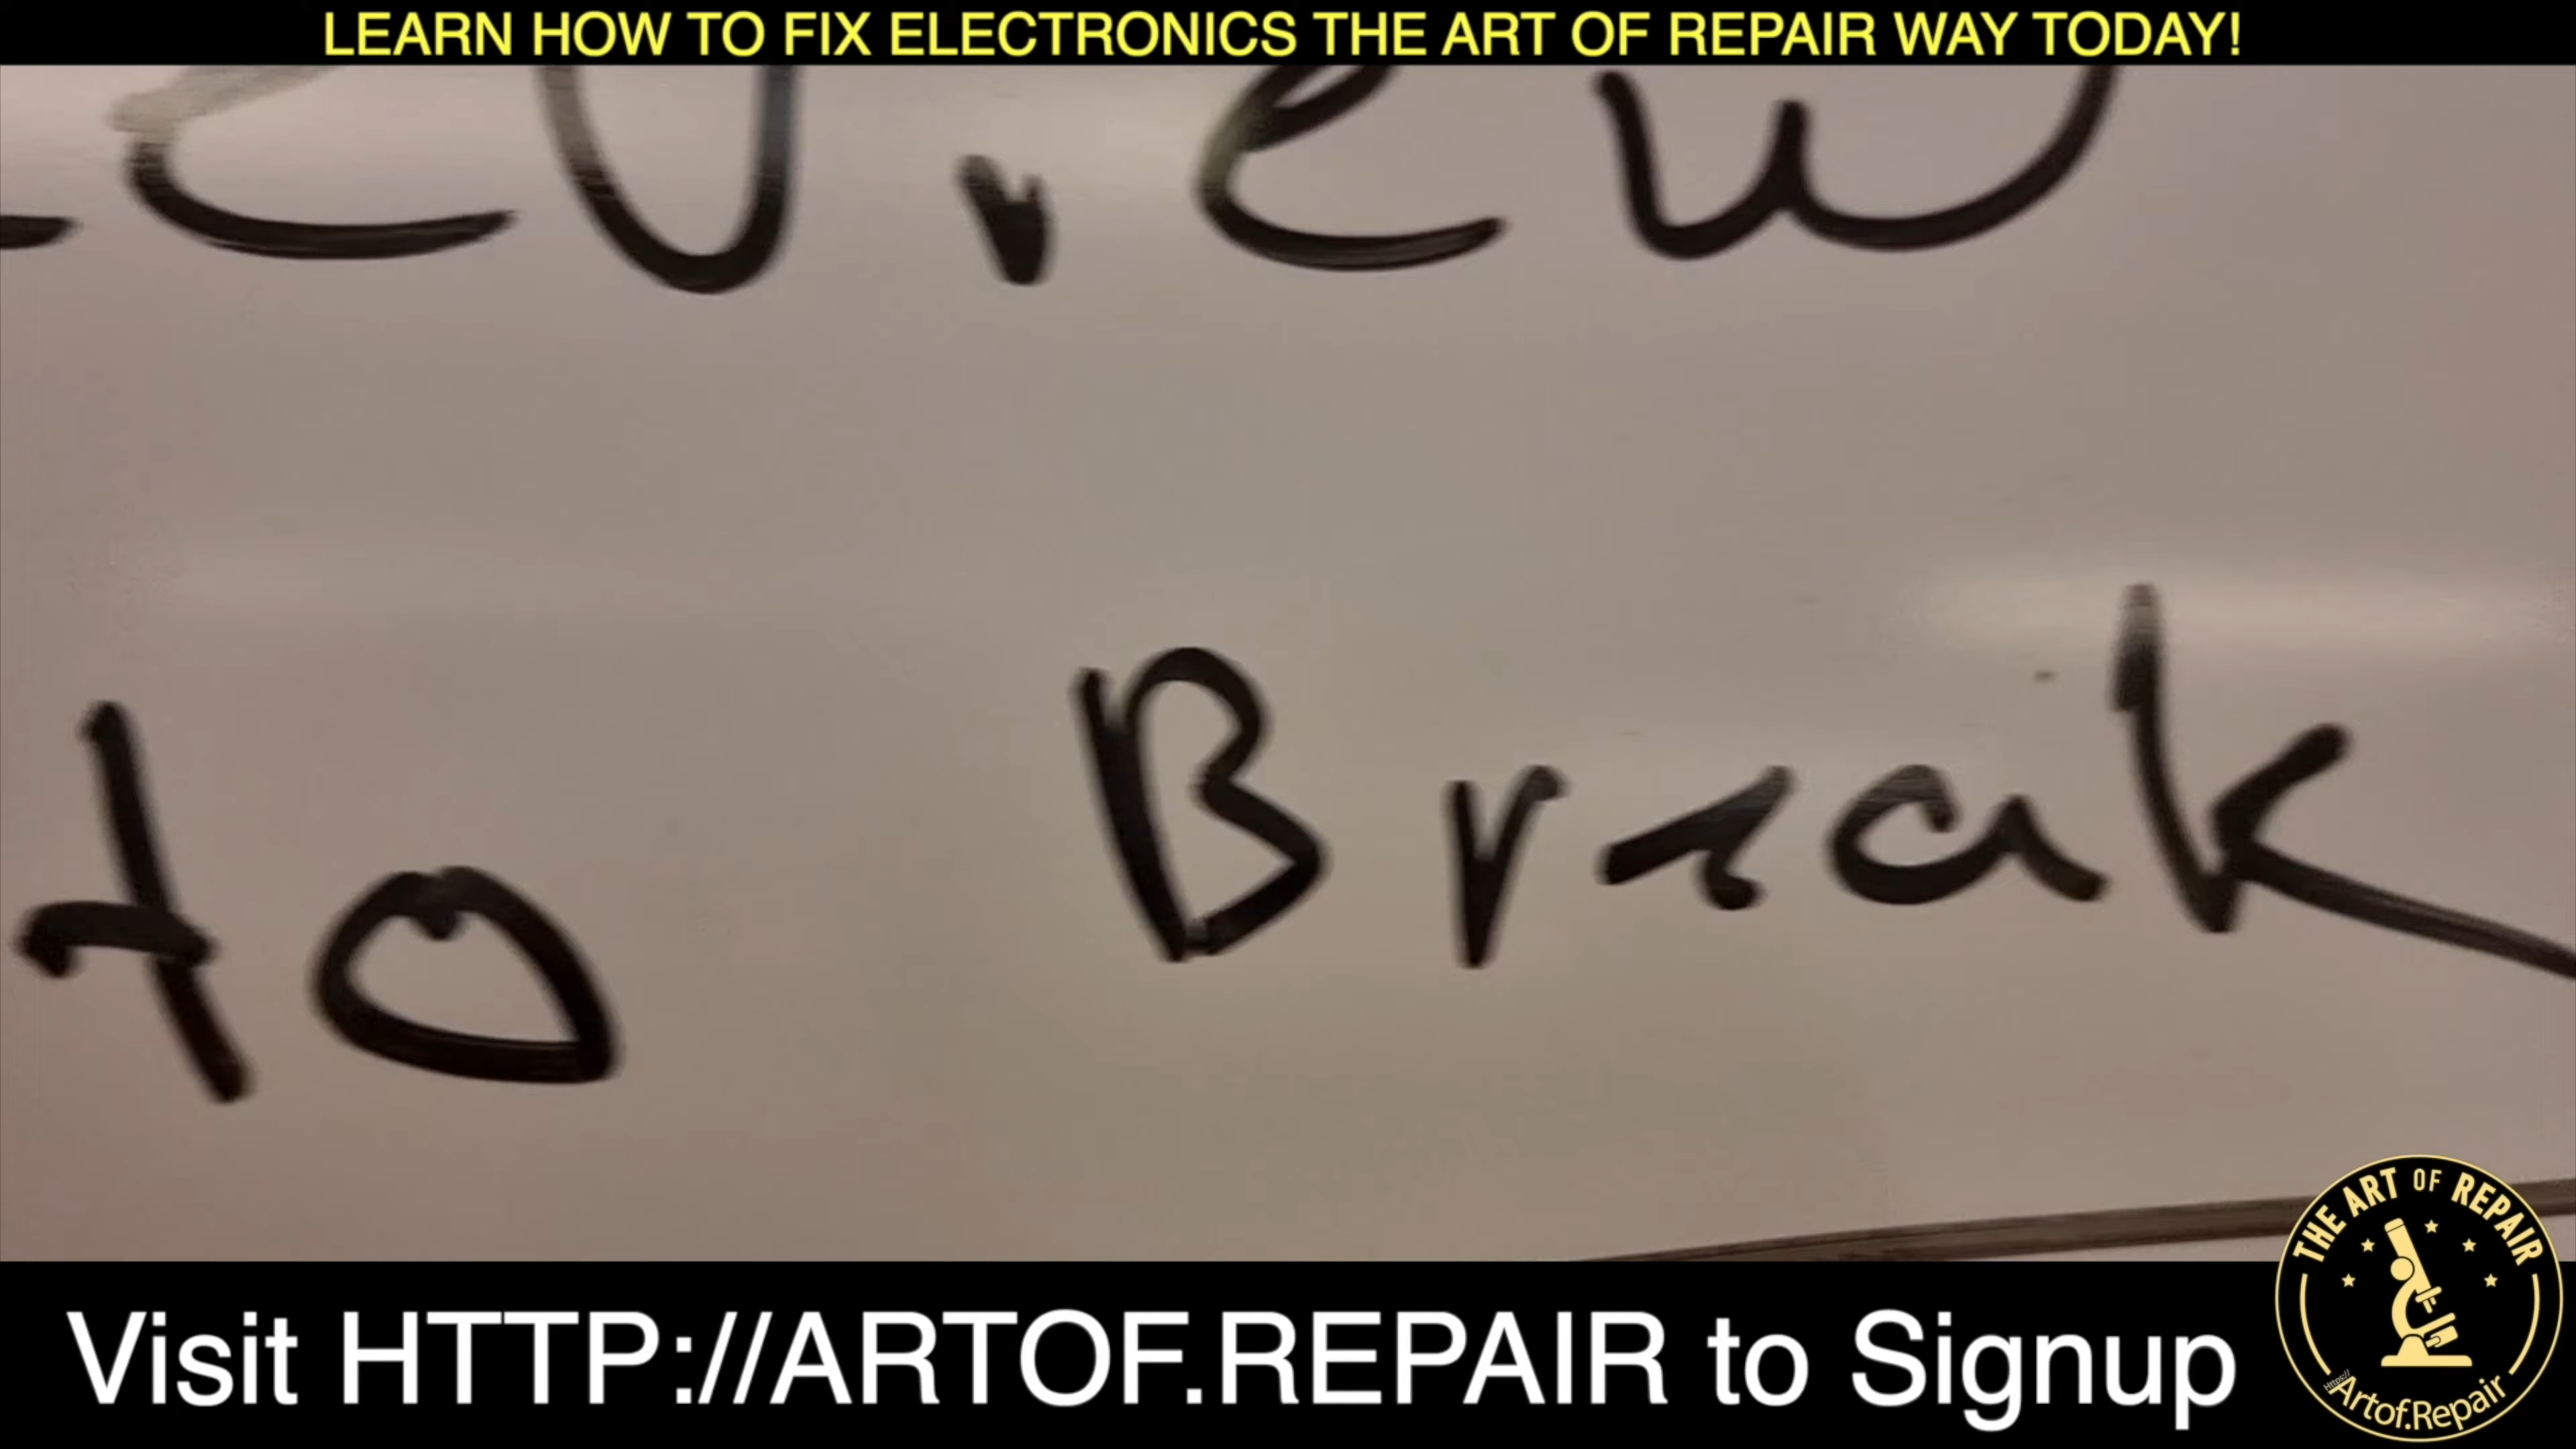 LEARN HOW TO FIX ELECTRONICS THE ART OF REPAIR WAY TODAY!
to Break
Visit HTTP://ARTOF.REPAIR to Signup
THE ART OF REPAIR
Https://
Artof.Repair